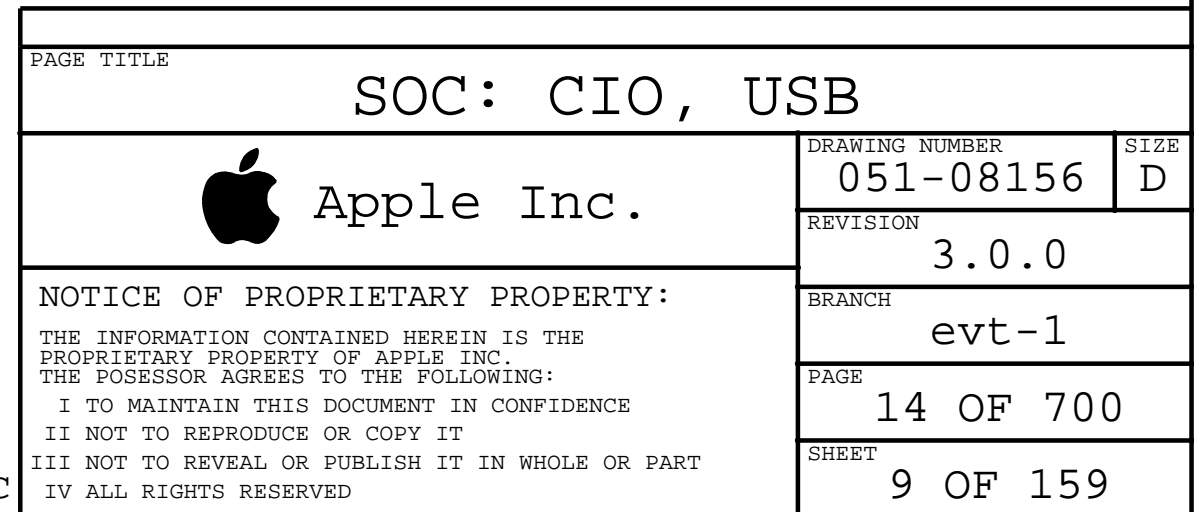 PAGE TITLE
SOC: CIO, USB
Apple Inc.
DRAWING NUMBER
051-08156
SIZE
D
REVISION
3.0.0
BRANCH
evt-1
PAGE
14 OF 700
SHEET
9 OF 159
NOTICE OF PROPRIETARY PROPERTY:
THE INFORMATION CONTAINED HEREIN IS THE
PROPRIETARY PROPERTY OF APPLE INC.
THE POSESSOR AGREES TO THE FOLLOWING:
I TO MAINTAIN THIS DOCUMENT IN CONFIDENCE
II NOT TO REPRODUCE OR COPY IT
III NOT TO REVEAL OR PUBLISH IT IN WHOLE OR PART
IV ALL RIGHTS RESERVED